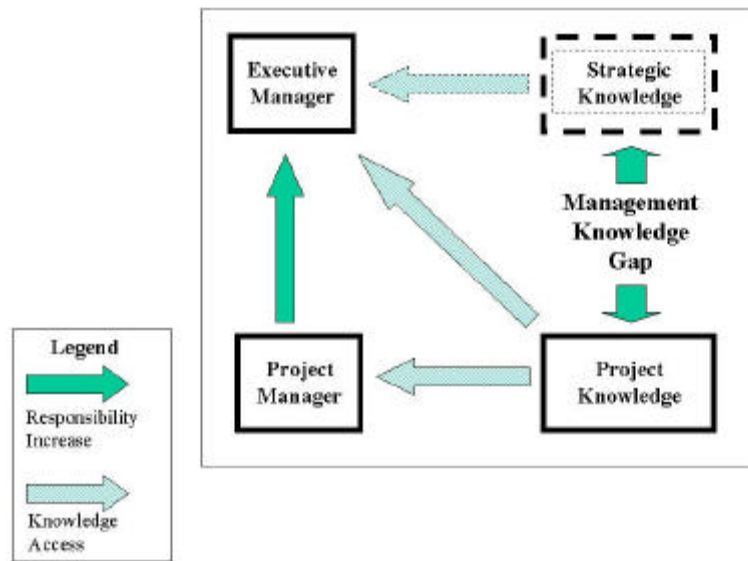 Executive
Manager
Strategic
Knowledge
Management
Knowledge
Gap
Project
Manager
Project
Knowledge
Legend
Responsibility
Increase
Knowledge
Access